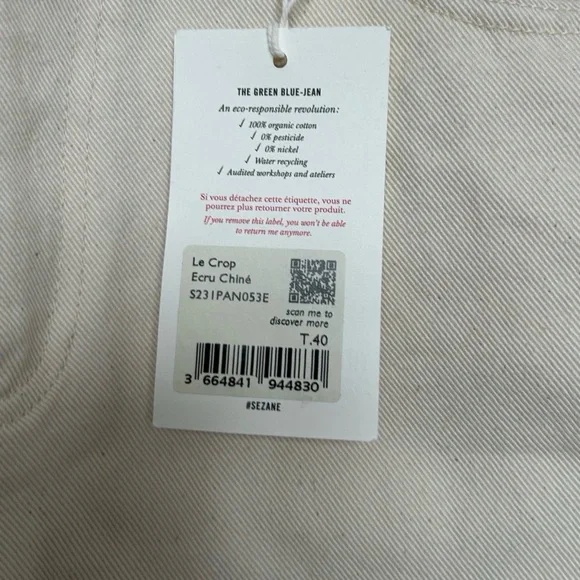 THE GREEN BLUE-JEAN
An eco-responsible revolution:
✓ 100% organic cotton
✓ 0% pesticide
✓ 0% nickel
✓ Water recycling
✓ Audited workshops and ateliers
Si vous détachez cette étiquette, vous ne
pourrez plus retourner votre produit.
If you remove this label, you won't be able
to return me anymore.
Le Crop
Ecru Chiné
S231PAN053E
scan me to
discover more
T.40
3 664841 944830
#SEZANE